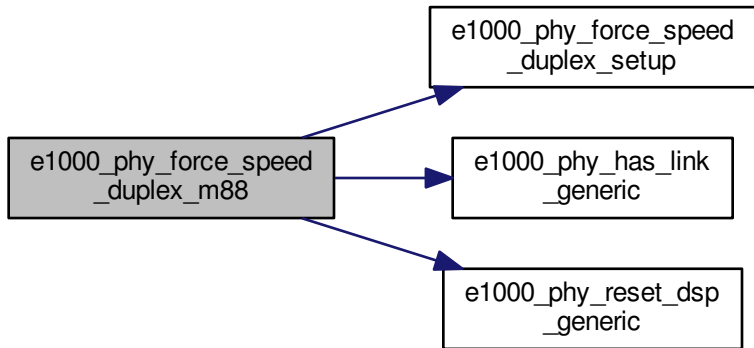 e1000_phy_force_speed
_duplex_setup
e1000_phy_force_speed
_duplex_m88
e1000_phy_has_link
_generic
e1000_phy_reset_dsp
_generic